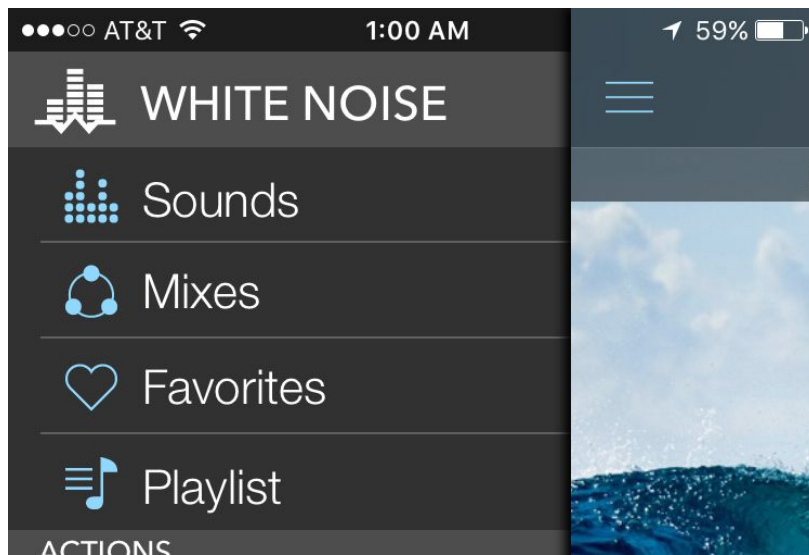 AT&T 1:00 AM 59%
WHITE NOISE
Sounds
Mixes
Favorites
Playlist
ACTIONS